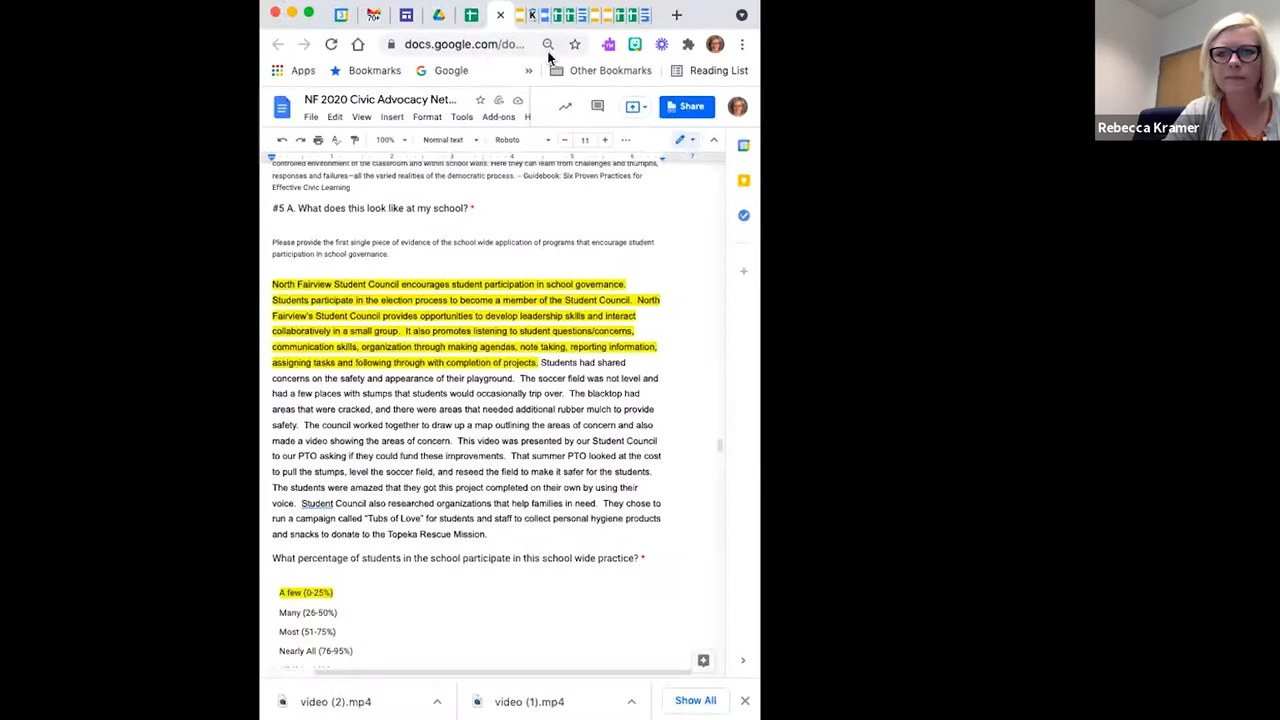 70+
docs.google.com/do...
Apps
Bookmarks
Google
»
Other Bookmarks
Reading List
Rebecca Kramer
NF 2020 Civic Advocacy Net...
Share
File Edit View Insert Format Tools Add-ons H
100% Normal text Roboto 11
1 2 3 4 5 6 7
controlled environment of the classroom and within school walls. Here they can learn from challenges and triumphs,
responses and failures—all the varied realities of the democratic process. – Guidebook: Six Proven Practices for
Effective Civic Learning
#5 A. What does this look like at my school? *
Please provide the first single piece of evidence of the school wide application of programs that encourage student
participation in school governance.
North Fairview Student Council encourages student participation in school governance.
Students participate in the election process to become a member of the Student Council. North
Fairview's Student Council provides opportunities to develop leadership skills and interact
collaboratively in a small group. It also promotes listening to student questions/concerns,
communication skills, organization through making agendas, note taking, reporting information,
assigning tasks and following through with completion of projects. Students had shared
concerns on the safety and appearance of their playground. The soccer field was not level and
had a few places with stumps that students would occasionally trip over. The blacktop had
areas that were cracked, and there were areas that needed additional rubber mulch to provide
safety. The council worked together to draw up a map outlining the areas of concern and also
made a video showing the areas of concern. This video was presented by our Student Council
to our PTO asking if they could fund these improvements. That summer PTO looked at the cost
to pull the stumps, level the soccer field, and reseed the field to make it safer for the students.
The students were amazed that they got this project completed on their own by using their
voice. Student Council also researched organizations that help families in need. They chose to
run a campaign called "Tubs of Love" for students and staff to collect personal hygiene products
and snacks to donate to the Topeka Rescue Mission.
What percentage of students in the school participate in this school wide practice? *
A few (0-25%)
Many (26-50%)
Most (51-75%)
Nearly All (76-95%)
video (2).mp4
video (1).mp4
Show All